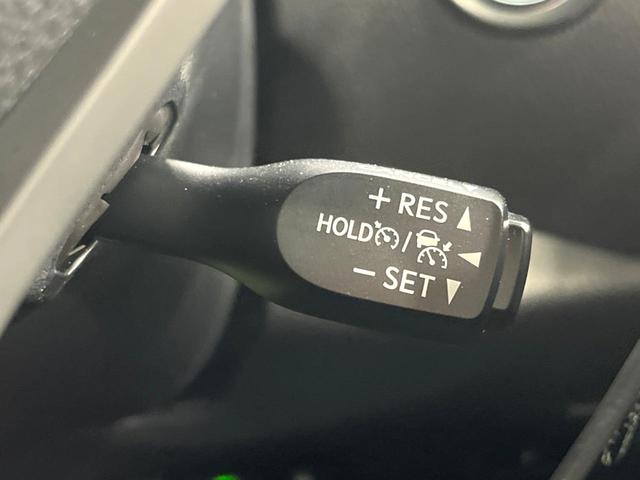 + RES ▲
HOLD / ◀
− SET ▼